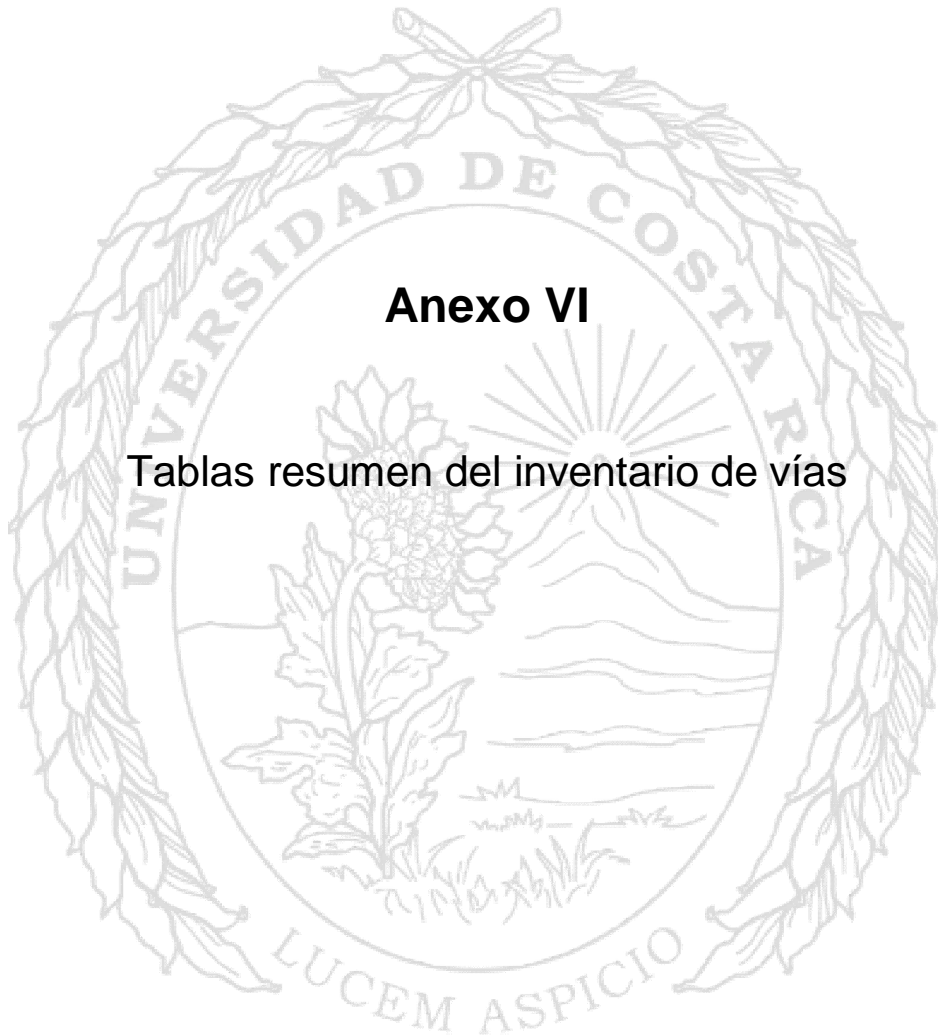 UNIVERSIDAD DE COSTA RICA
Anexo VI
Tablas resumen del inventario de vías
LUCEM ASPICIO